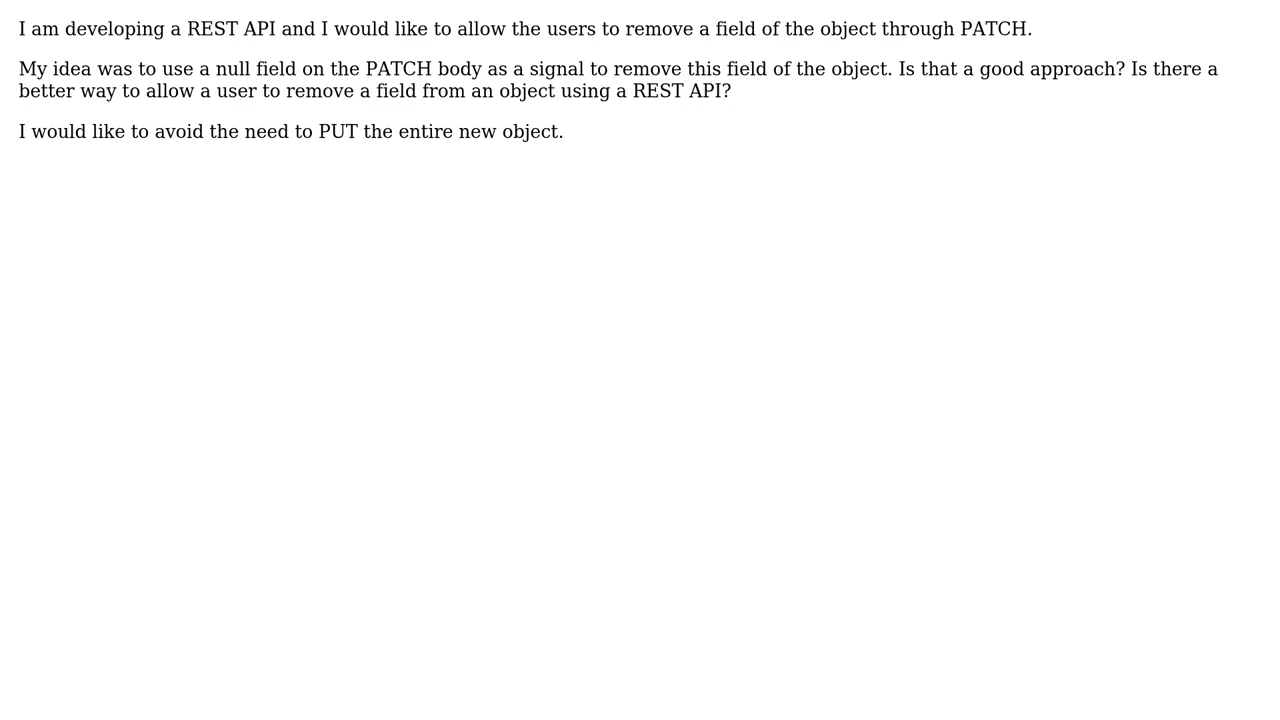 I am developing a REST API and I would like to allow the users to remove a field of the object through PATCH.
My idea was to use a null field on the PATCH body as a signal to remove this field of the object. Is that a good approach? Is there a
better way to allow a user to remove a field from an object using a REST API?
I would like to avoid the need to PUT the entire new object.